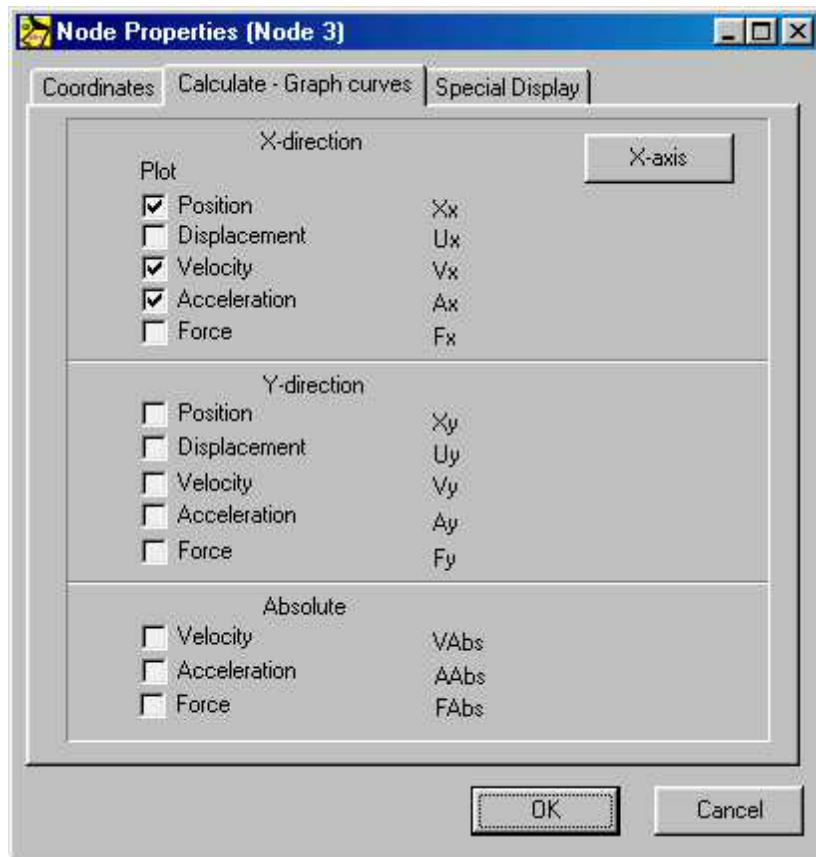 Node Properties (Node 3)
Coordinates Calculate - Graph curves Special Display
X-direction
X-axis
Plot
Position Xx
Displacement Ux
Velocity Vx
Acceleration Ax
Force Fx
Y-direction
Position Xy
Displacement Uy
Velocity Vy
Acceleration Ay
Force Fy
Absolute
Velocity VAbs
Acceleration AAbs
Force FAbs
OK Cancel